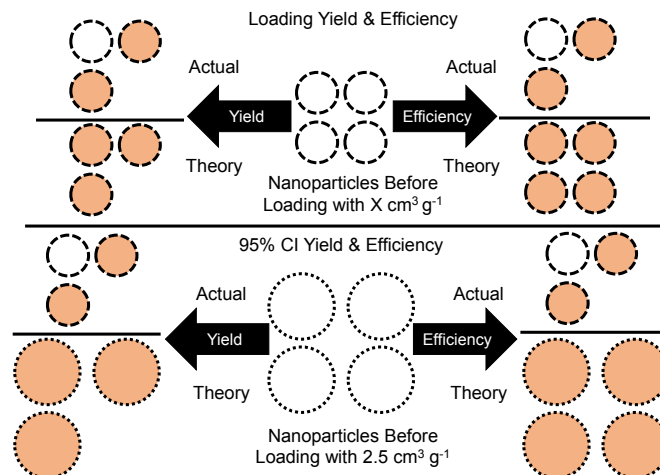 Loading Yield & Efficiency
Actual
Actual
Yield
Efficiency
Theory
Theory
Nanoparticles Before
Loading with X cm³ g⁻¹
95% CI Yield & Efficiency
Actual
Actual
Yield
Efficiency
Theory
Theory
Nanoparticles Before
Loading with 2.5 cm³ g⁻¹